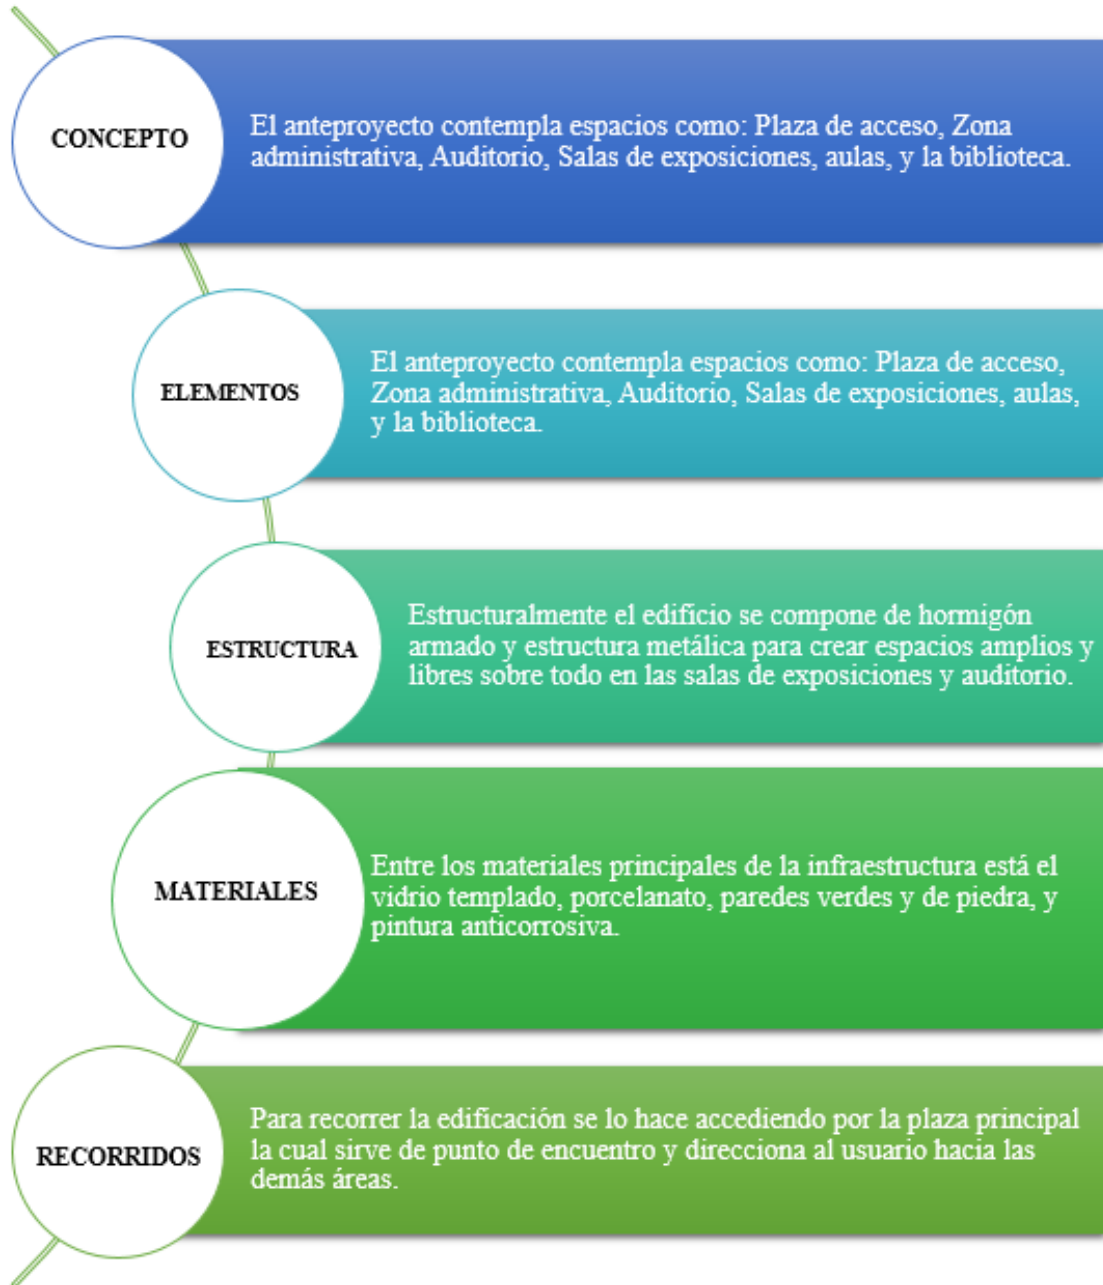 CONCEPTO
El anteproyecto contempla espacios como: Plaza de acceso, Zona
administrativa, Auditorio, Salas de exposiciones, aulas, y la biblioteca.
ELEMENTOS
El anteproyecto contempla espacios como: Plaza de acceso,
Zona administrativa, Auditorio, Salas de exposiciones, aulas,
y la biblioteca.
ESTRUCTURA
Estructuralmente el edificio se compone de hormigón
armado y estructura metálica para crear espacios amplios y
libres sobre todo en las salas de exposiciones y auditorio.
MATERIALES
Entre los materiales principales de la infraestructura está el
vidrio templado, porcelanato, paredes verdes y de piedra, y
pintura anticorrosiva.
RECORRIDOS
Para recorrer la edificación se lo hace accediendo por la plaza principal
la cual sirve de punto de encuentro y direcciona al usuario hacia las
demás áreas.